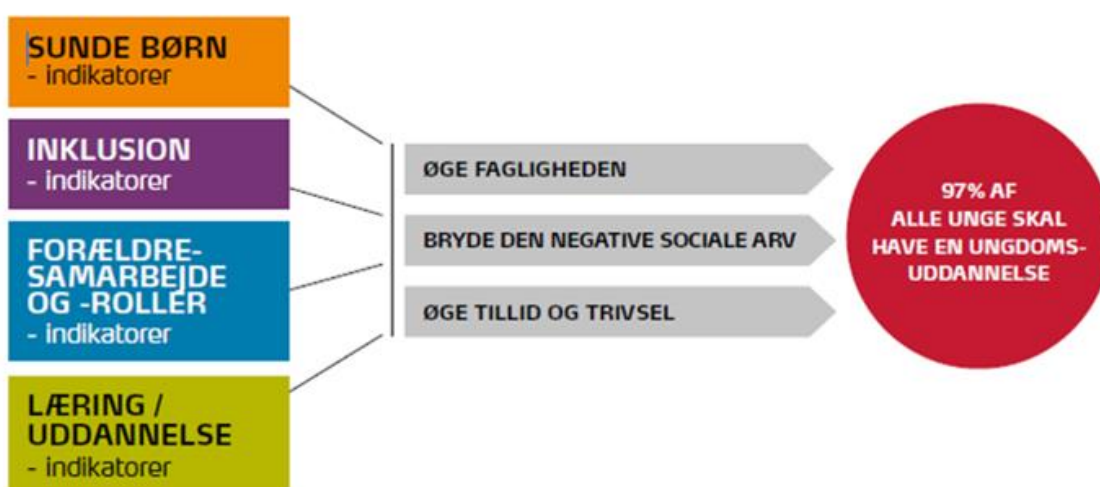 SUNDE BØRN
- indikatorer
INKLUSION
- indikatorer
FORÆLDRE-
SAMARBEJDE
OG -ROLLER
- indikatorer
LÆRING /
UDDANNELSE
- indikatorer
ØGE FAGLIGHEDEN
BRYDE DEN NEGATIVE SOCIALE ARV
ØGE TILLID OG TRIVSEL
97% AF
ALLE UNGE SKAL
HAVE EN UNGDOMS-
UDDANNELSE